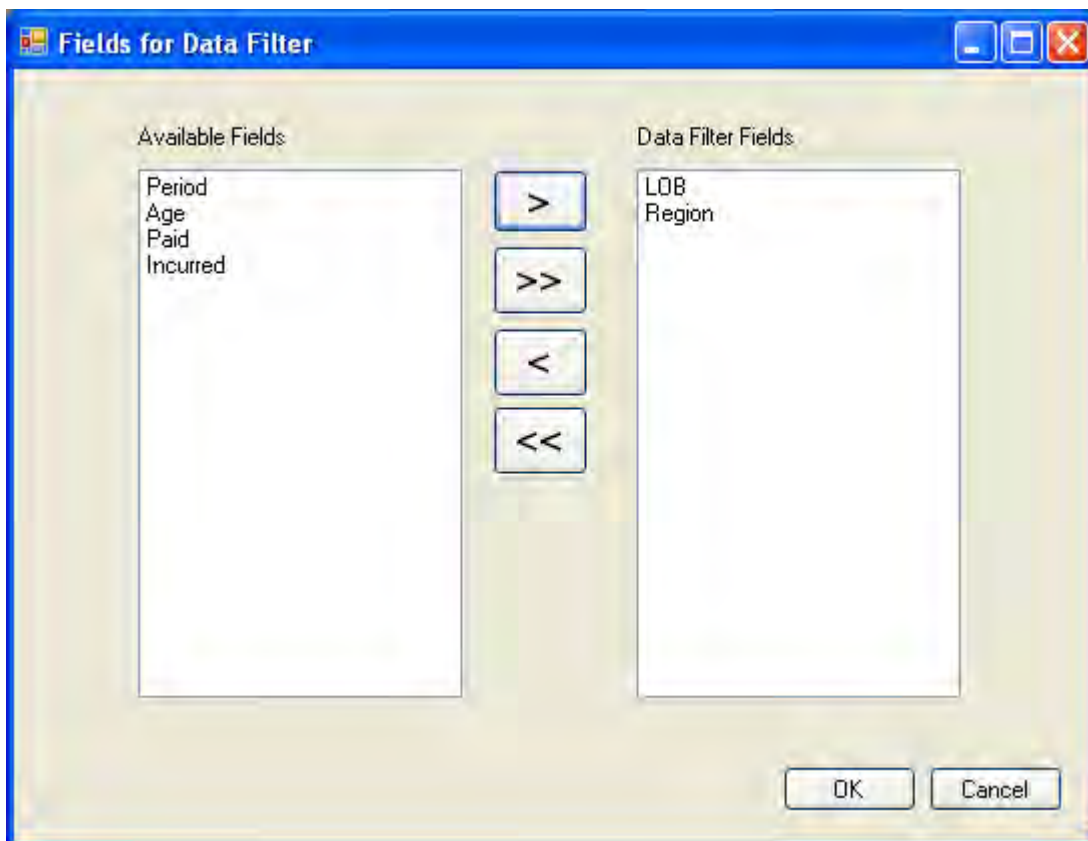 Fields for Data Filter
Available Fields
Period
Age
Paid
Incurred
>
>>
<
<<
Data Filter Fields
LOB
Region
OK
Cancel